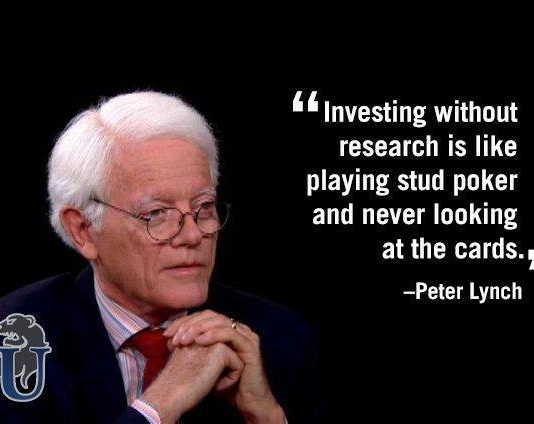 “Investing without
research is like
playing stud poker
and never looking
at the cards.”
–Peter Lynch
U